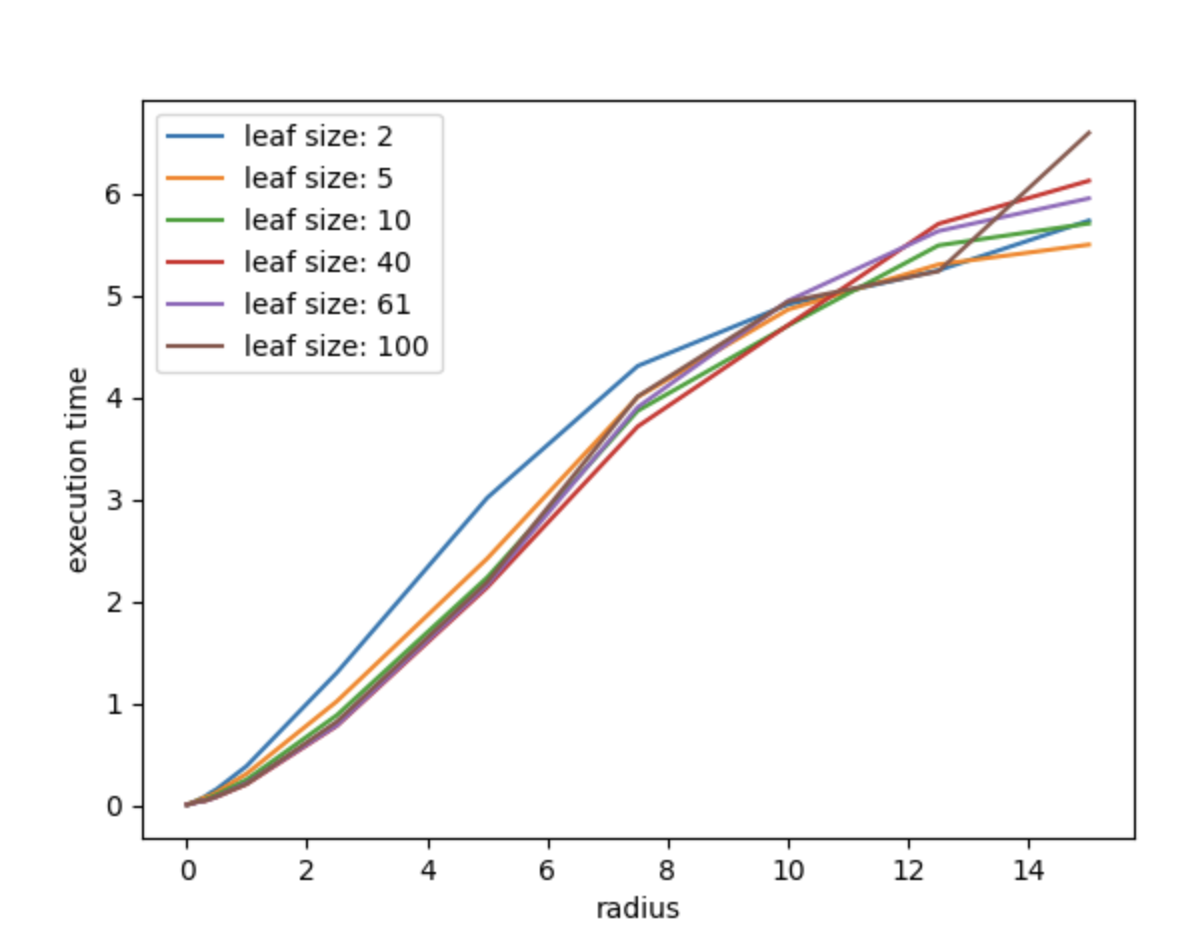 leaf size: 2
leaf size: 5
leaf size: 10
leaf size: 40
leaf size: 61
leaf size: 100
6
5
4
3
2
1
0
execution time
0 2 4 6 8 10 12 14
radius